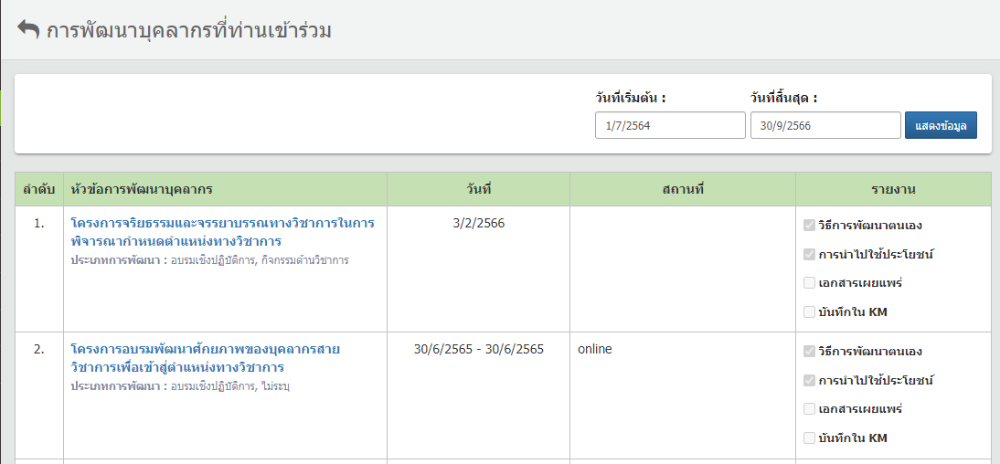 การพัฒนาบุคลากรที่ท่านเข้าร่วม
วันที่เริ่มต้น : วันที่สิ้นสุด :
1/7/2564 30/9/2566 แสดงข้อมูล
ลำดับ หัวข้อการพัฒนาบุคลากร วันที่ สถานที่ รายงาน
1. โครงการจริยธรรมและจรรยาบรรณทางวิชาการในการ 3/2/2566 วิธีการพัฒนาตนเอง
พิจารณากำหนดตำแหน่งทางวิชาการ
ประเภทการพัฒนา : อบรมเชิงปฏิบัติการ, กิจกรรมด้านวิชาการ การนำไปใช้ประโยชน์
เอกสารเผยแพร่
บันทึกใน KM
2. โครงการอบรมพัฒนาศักยภาพของบุคลากรสาย 30/6/2565 - 30/6/2565 online วิธีการพัฒนาตนเอง
วิชาการเพื่อเข้าสู่ตำแหน่งทางวิชาการ
ประเภทการพัฒนา : อบรมเชิงปฏิบัติการ, ไม่ระบุ การนำไปใช้ประโยชน์
เอกสารเผยแพร่
บันทึกใน KM